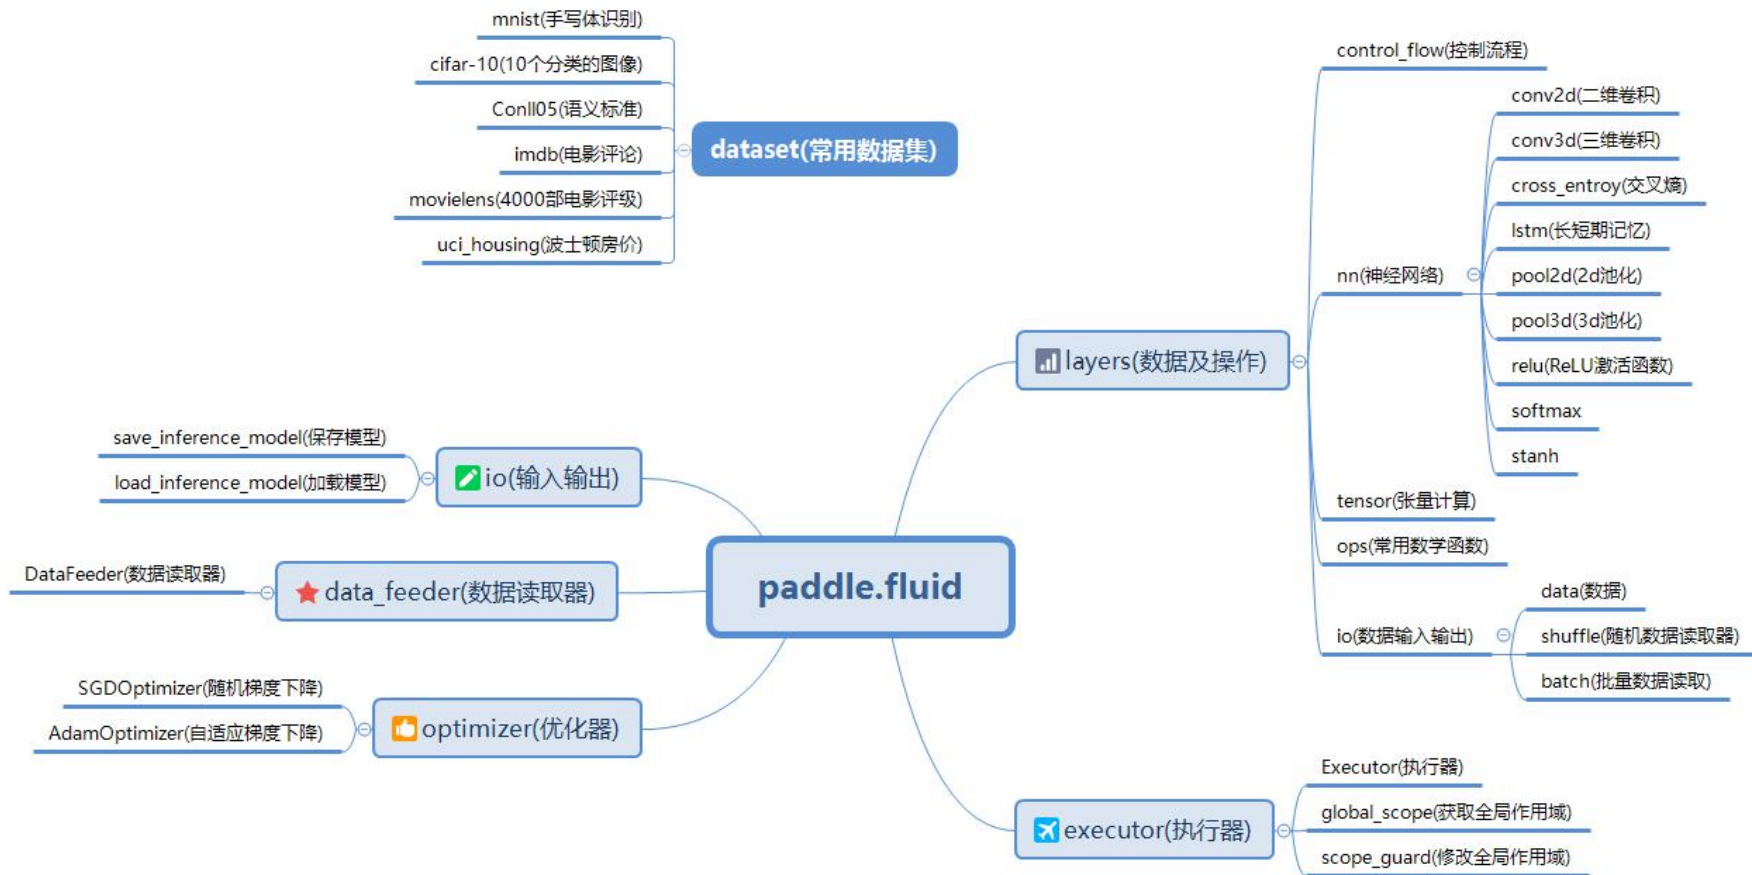 mnist(手写体识别)
cifar-10(10个分类的图像)
Conll05(语义标准)
imdb(电影评论)
movielens(4000部电影评级)
uci_housing(波士顿房价)
dataset(常用数据集)
save_inference_model(保存模型)
load_inference_model(加载模型)
io(输入输出)
DataFeeder(数据读取器)
data_feeder(数据读取器)
SGDOptimizer(随机梯度下降)
AdamOptimizer(自适应梯度下降)
optimizer(优化器)
paddle.fluid
layers(数据及操作)
control_flow(控制流程)
nn(神经网络)
conv2d(二维卷积)
conv3d(三维卷积)
cross_entroy(交叉熵)
lstm(长短期记忆)
pool2d(2d池化)
pool3d(3d池化)
relu(ReLU激活函数)
softmax
stanh
tensor(张量计算)
ops(常用数学函数)
io(数据输入输出)
data(数据)
shuffle(随机数据读取器)
batch(批量数据读取)
executor(执行器)
Executor(执行器)
global_scope(获取全局作用域)
scope_guard(修改全局作用域)